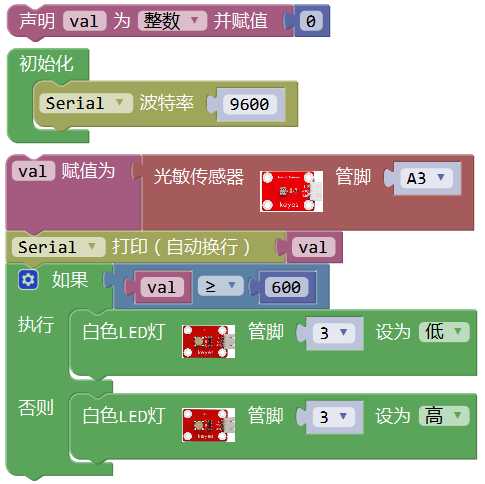 声明 val 为 整数 并赋值 0
初始化
Serial 波特率 9600
val 赋值为 光敏传感器 keyes 管脚 A3
Serial 打印（自动换行） val
如果 val ≥ 600
执行 白色LED灯 keyes 管脚 3 设为 低
否则 白色LED灯 keyes 管脚 3 设为 高